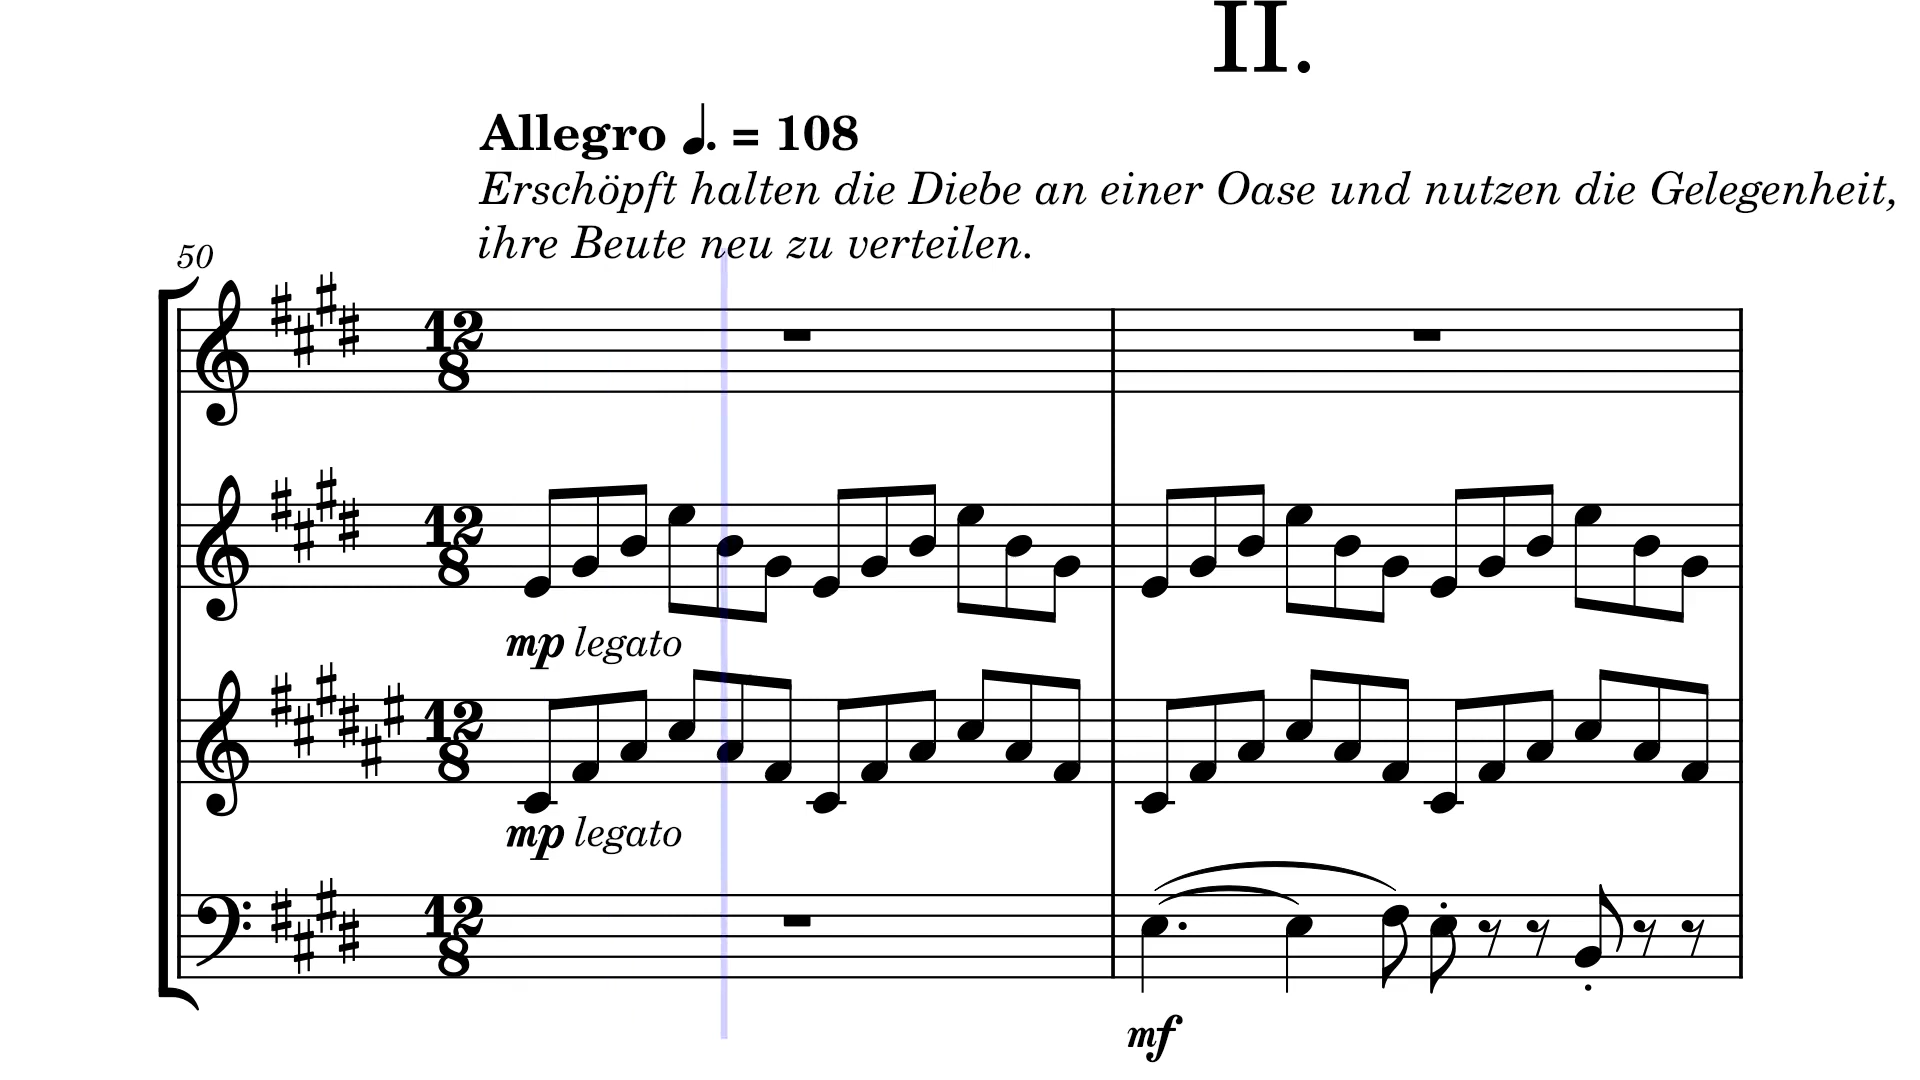 II.
Allegro ♩. = 108
Erschöpft halten die Diebe an einer Oase und nutzen die Gelegenheit,
ihre Beute neu zu verteilen.
50
12
8
12
8
mp legato
12
8
mp legato
12
8
mf